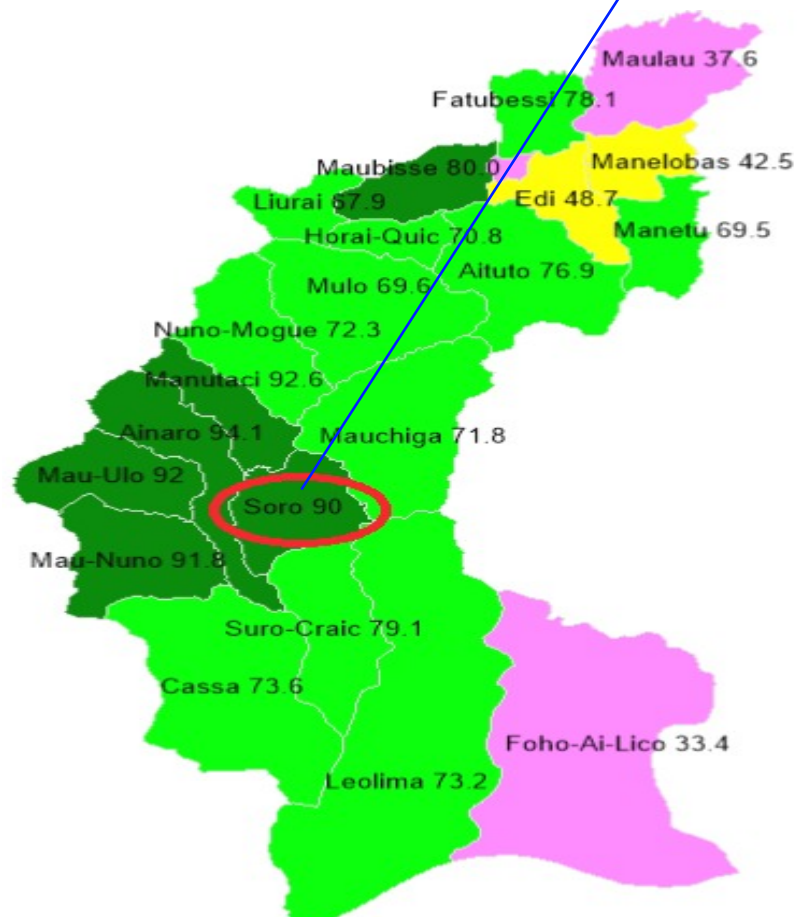 Maulau 37.6
Fatubessi 78.1
Manelobas 42.5
Maubisse 80.0
Edi 48.7
Liurai 67.9
Manetu 69.5
Horai-Quic 70.8
Aituto 76.9
Mulo 69.6
Nuno-Mogue 72.3
Manutaci 92.6
Ainaro 94.1
Mauchiga 71.8
Mau-Ulo 92
Soro 90
Mau-Nuno 91.8
Suro-Craic 79.1
Cassa 73.6
Foho-Ai-Lico 33.4
Leolima 73.2